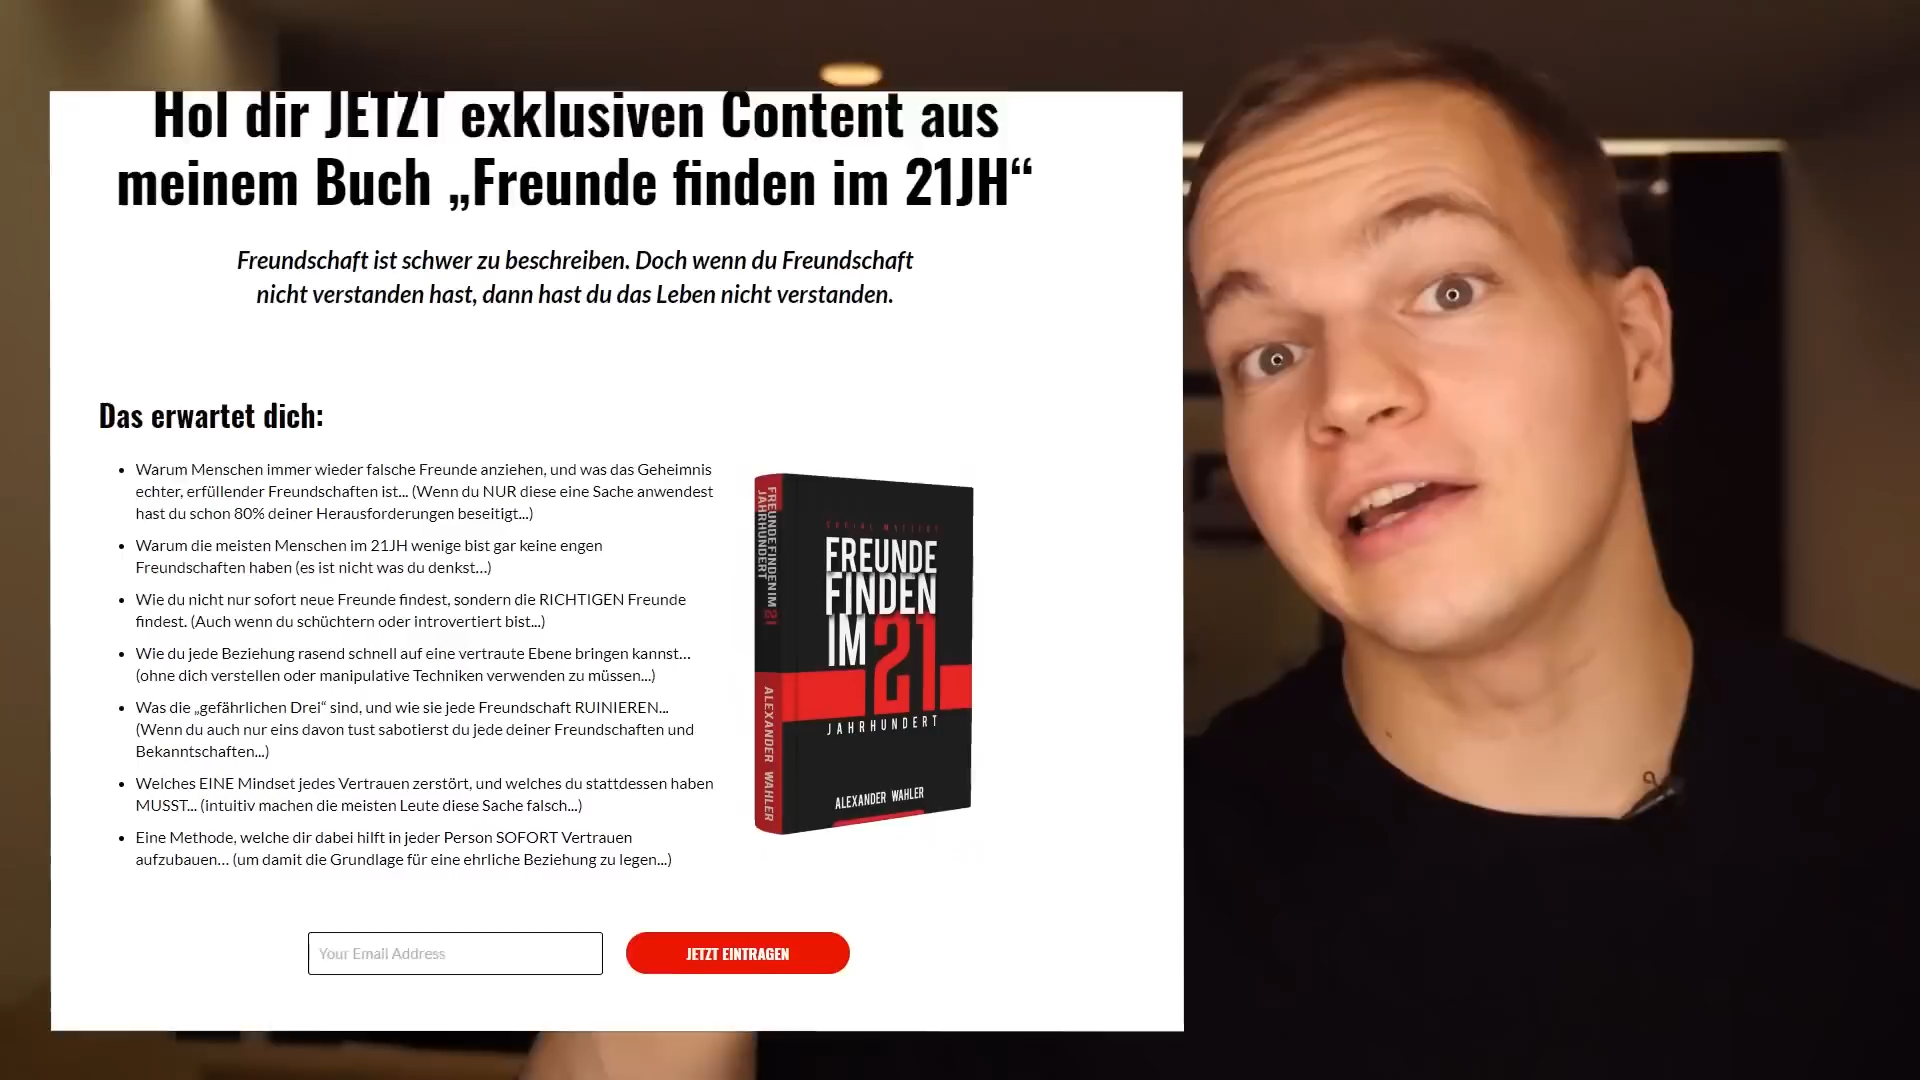 Hol dir JETZT exklusiven Content aus
meinem Buch „Freunde finden im 21JH“
Freundschaft ist schwer zu beschreiben. Doch wenn du Freundschaft
nicht verstanden hast, dann hast du das Leben nicht verstanden.
Das erwartet dich:
• Warum Menschen immer wieder falsche Freunde anziehen, und was das Geheimnis
echter, erfüllender Freundschaften ist... (Wenn du NUR diese eine Sache anwendest
hast du schon 80% deiner Herausforderungen beseitigt...)
• Warum die meisten Menschen im 21JH wenige bist gar keine engen
Freundschaften haben (es ist nicht was du denkst…)
• Wie du nicht nur sofort neue Freunde findest, sondern die RICHTIGEN Freunde
findest. (Auch wenn du schüchtern oder introvertiert bist...)
• Wie du jede Beziehung rasend schnell auf eine vertraute Ebene bringen kannst…
(ohne dich verstellen oder manipulative Techniken verwenden zu müssen...)
• Was die „gefährlichen Drei“ sind, und wie sie jede Freundschaft RUINIEREN...
(Wenn du auch nur eins davon tust sabotierst du jede deiner Freundschaften und
Bekanntschaften...)
• Welches EINE Mindset jedes Vertrauen zerstört, und welches du stattdessen haben
MUSST... (intuitiv machen die meisten Leute diese Sache falsch...)
• Eine Methode, welche dir dabei hilft in jeder Person SOFORT Vertrauen
aufzubauen… (um damit die Grundlage für eine ehrliche Beziehung zu legen...)
FREUNDE FINDEN IM 21
JAHRHUNDERT
ALEXANDER WAHLER
FREUNDE
FINDEN
IM 21
JAHRHUNDERT
ALEXANDER WAHLER
Your Email Address
JETZT EINTRAGEN